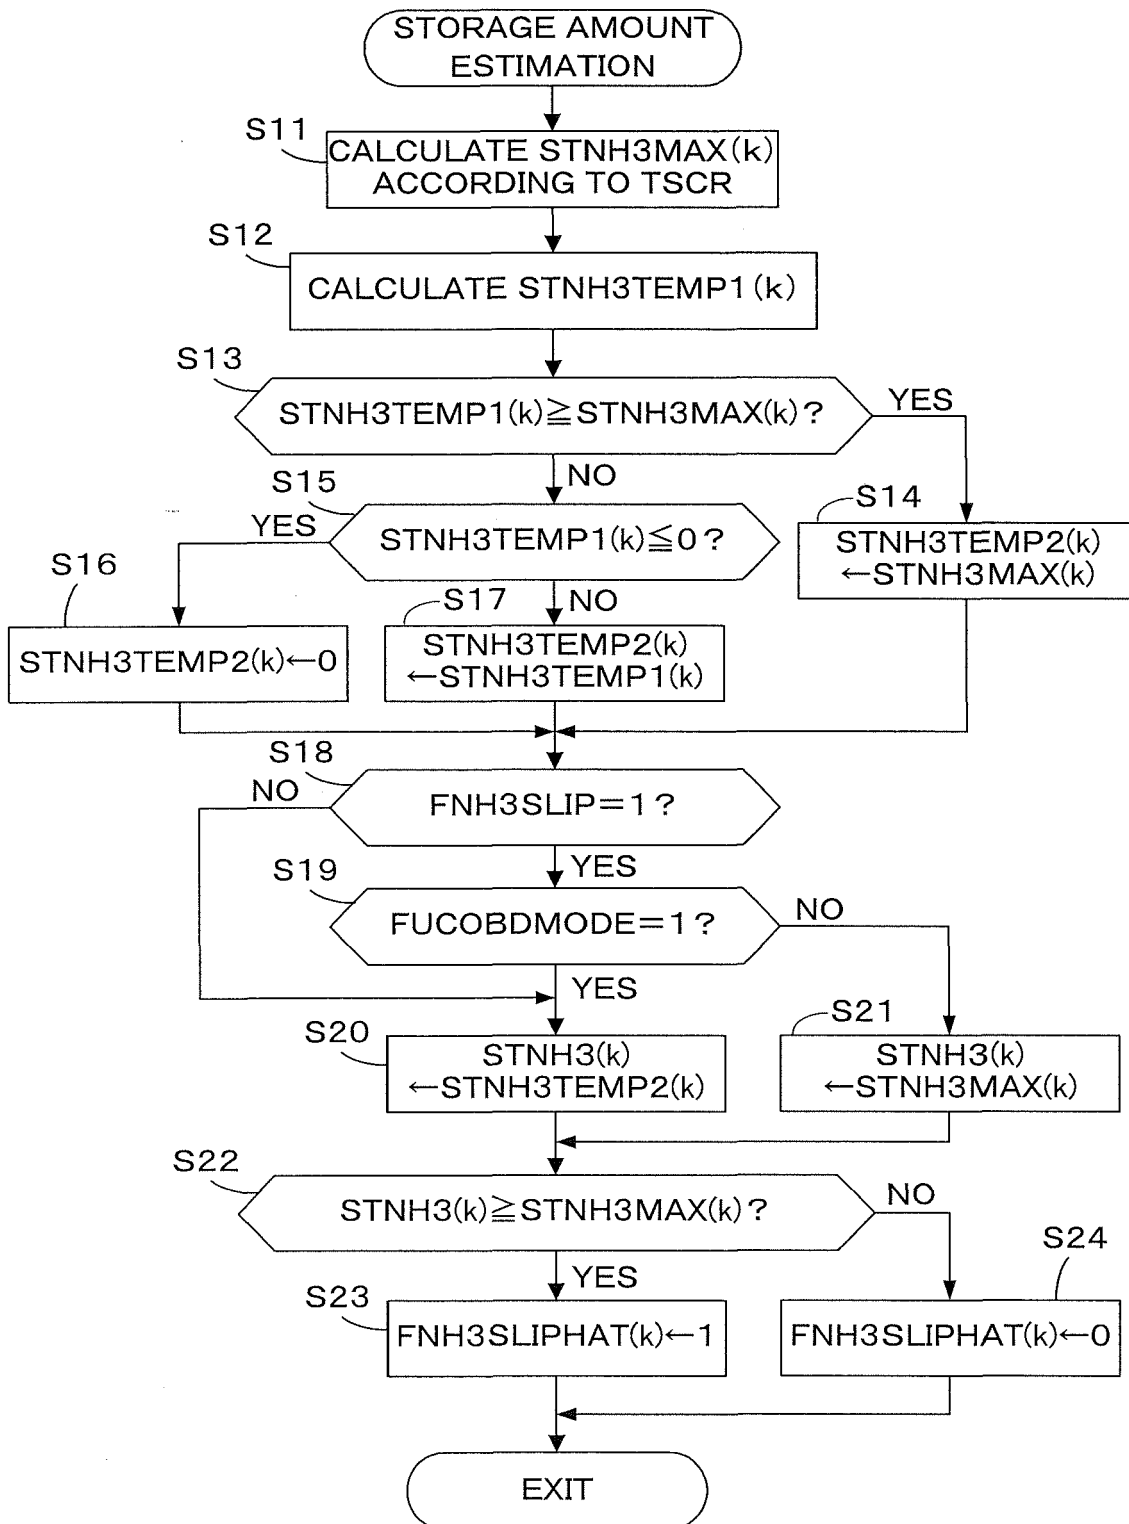 STORAGE AMOUNT
ESTIMATION
S11
CALCULATE STNH3MAX(k)
ACCORDING TO TSCR
S12
CALCULATE STNH3TEMP1(k)
S13
STNH3TEMP1(k)≧STNH3MAX(k)?
YES
NO
S14
STNH3TEMP2(k)
←STNH3MAX(k)
S15
STNH3TEMP1(k)≦0?
YES
NO
S16
STNH3TEMP2(k)←0
S17
STNH3TEMP2(k)
←STNH3TEMP1(k)
S18
FNH3SLIP=1?
NO
YES
S19
FUCOBDMODE=1?
NO
YES
S20
STNH3(k)
←STNH3TEMP2(k)
S21
STNH3(k)
←STNH3MAX(k)
S22
STNH3(k)≧STNH3MAX(k)?
NO
YES
S23
FNH3SLIPHAT(k)←1
S24
FNH3SLIPHAT(k)←0
EXIT